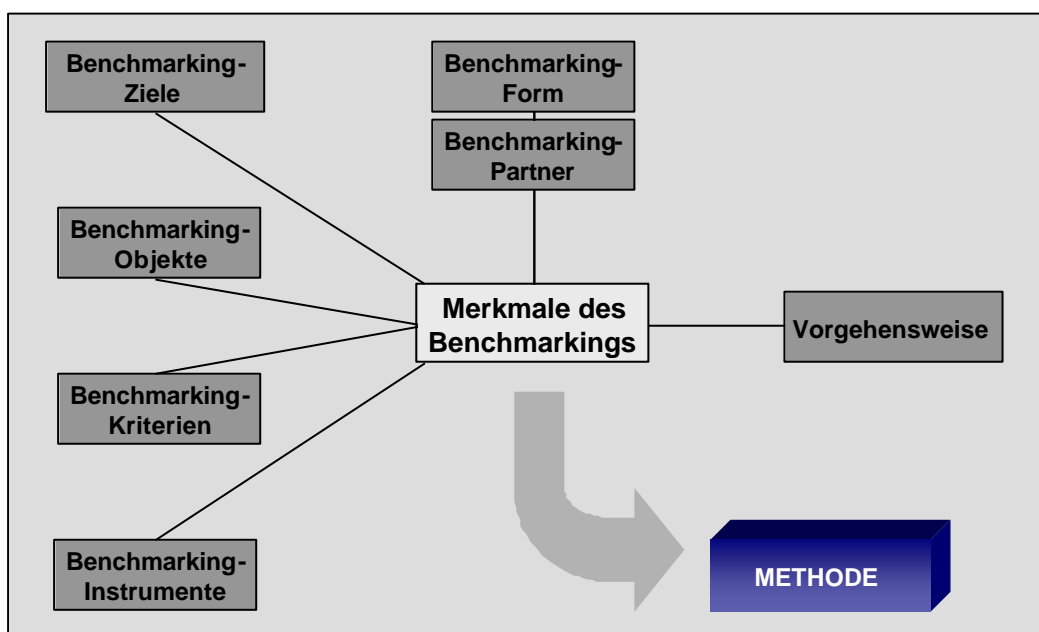 Benchmarking-
Ziele
Benchmarking-
Form
Benchmarking-
Partner
Benchmarking-
Objekte
Merkmale des
Benchmarkings
Vorgehensweise
Benchmarking-
Kriterien
Benchmarking-
Instrumente
METHODE